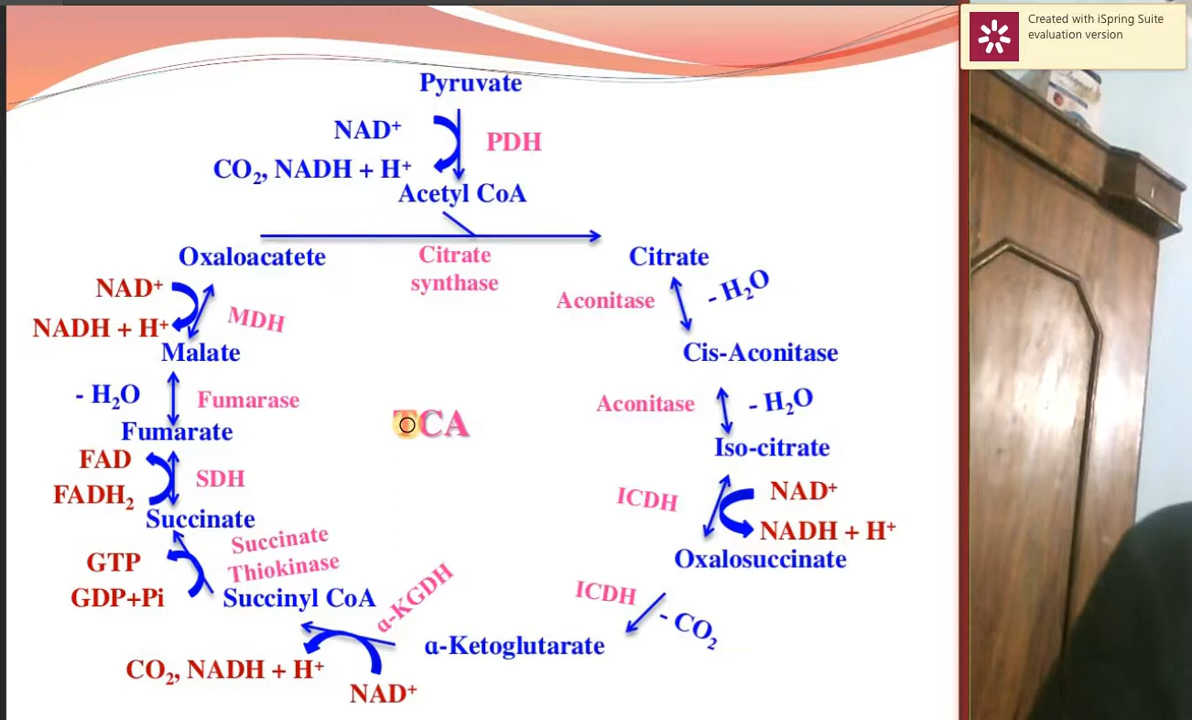 Created with iSpring Suite
evaluation version
Pyruvate
NAD⁺
PDH
CO₂, NADH + H⁺
Acetyl CoA
Oxaloacatete
Citrate
synthase
Citrate
NAD⁺
NADH + H⁺
MDH
Aconitase
- H₂O
Malate
Cis-Aconitase
- H₂O
Fumarase
Aconitase
- H₂O
TCA
Fumarate
Iso-citrate
FAD
FADH₂
SDH
ICDH
NAD⁺
NADH + H⁺
Succinate
Oxalosuccinate
Succinate
Thiokinase
GTP
GDP+Pi
Succinyl CoA
α-KGDH
ICDH
- CO₂
α-Ketoglutarate
CO₂, NADH + H⁺
NAD⁺